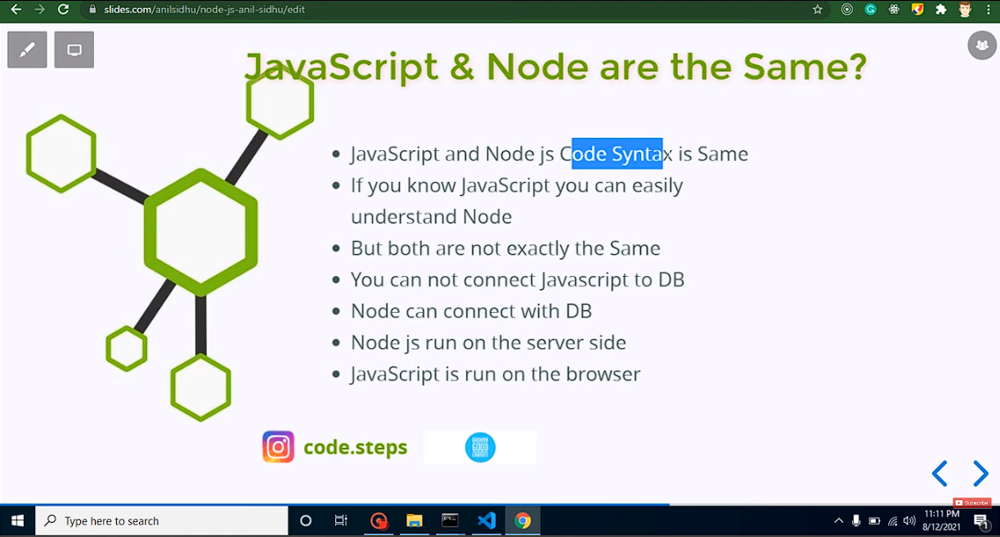 slides.com/anilsidhu/node-js-anil-sidhu/edit
JavaScript & Node are the Same?
JavaScript and Node js Code Syntax is Same
If you know JavaScript you can easily
understand Node
But both are not exactly the Same
You can not connect Javascript to DB
Node can connect with DB
Node js run on the server side
JavaScript is run on the browser
code.steps
GOOD
Subscribe
Type here to search
11:11 PM
8/12/2021
1